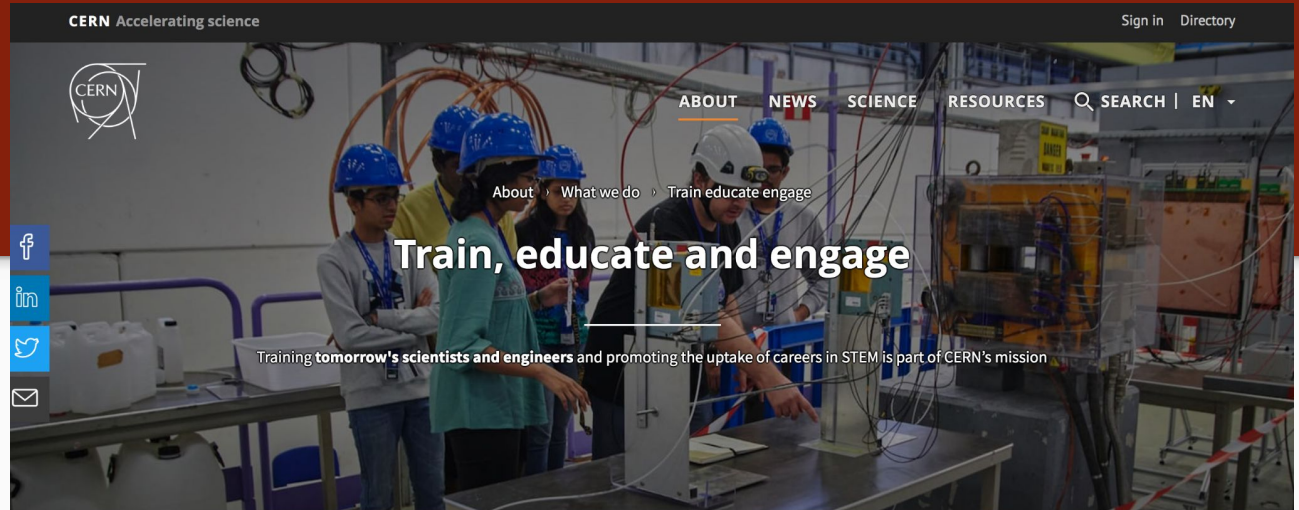 CERN Accelerating science
Sign in Directory
CERN
ABOUT NEWS SCIENCE RESOURCES SEARCH | EN
About › What we do › Train educate engage
Train, educate and engage
Training tomorrow's scientists and engineers and promoting the uptake of careers in STEM is part of CERN's mission
f
in
DANGER